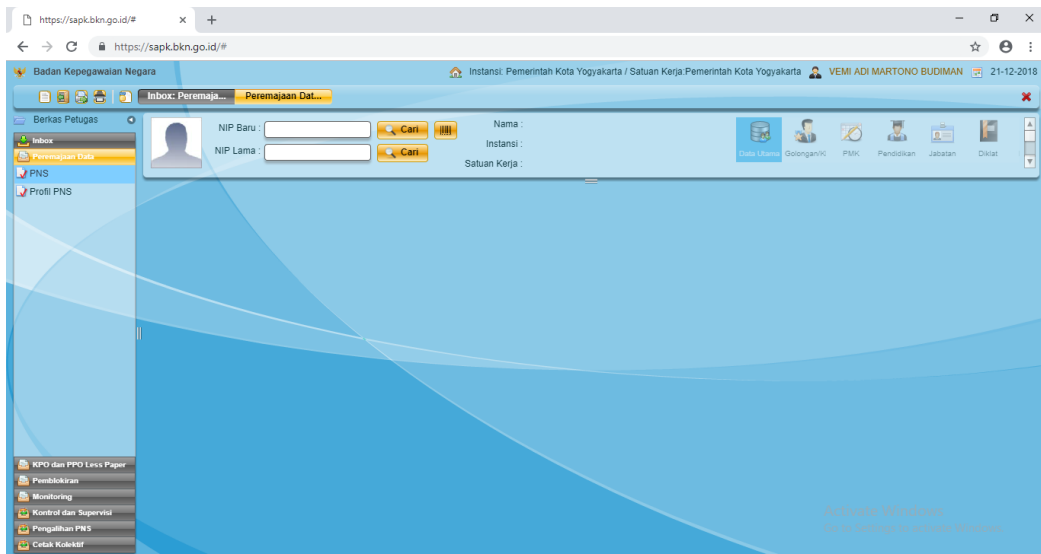 https://sapk.bkn.go.id/#
https://sapk.bkn.go.id/#
Badan Kepegawaian Negara
Instansi: Pemerintah Kota Yogyakarta / Satuan Kerja:Pemerintah Kota Yogyakarta
VEMI ADI MARTONO BUDIMAN
21-12-2018
Inbox: Peremaja...
Peremajaan Dat...
Berkas Petugas
Inbox
Peremajaan Data
PNS
Profil PNS
NIP Baru :
Cari
NIP Lama :
Cari
Nama :
Instansi :
Satuan Kerja :
Data Utama
Golongan/K
PMK
Pendidikan
Jabatan
Diklat
KPO dan PPO Less Paper
Pemblokiran
Monitoring
Kontrol dan Supervisi
Pengalihan PNS
Cetak Kolektif